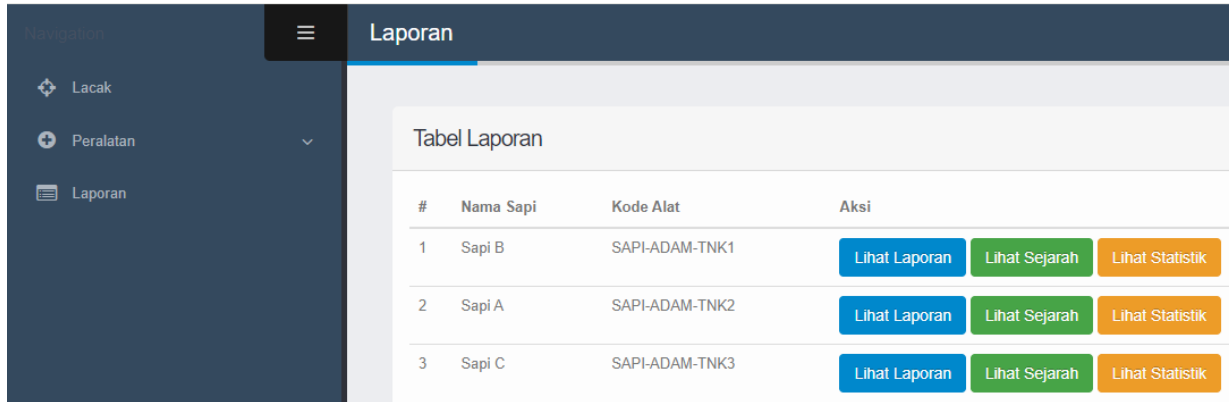 Navigation
Laporan
Lacak
Peralatan
Laporan
Tabel Laporan
# Nama Sapi Kode Alat Aksi
1 Sapi B SAPI-ADAM-TNK1 Lihat Laporan Lihat Sejarah Lihat Statistik
2 Sapi A SAPI-ADAM-TNK2 Lihat Laporan Lihat Sejarah Lihat Statistik
3 Sapi C SAPI-ADAM-TNK3 Lihat Laporan Lihat Sejarah Lihat Statistik